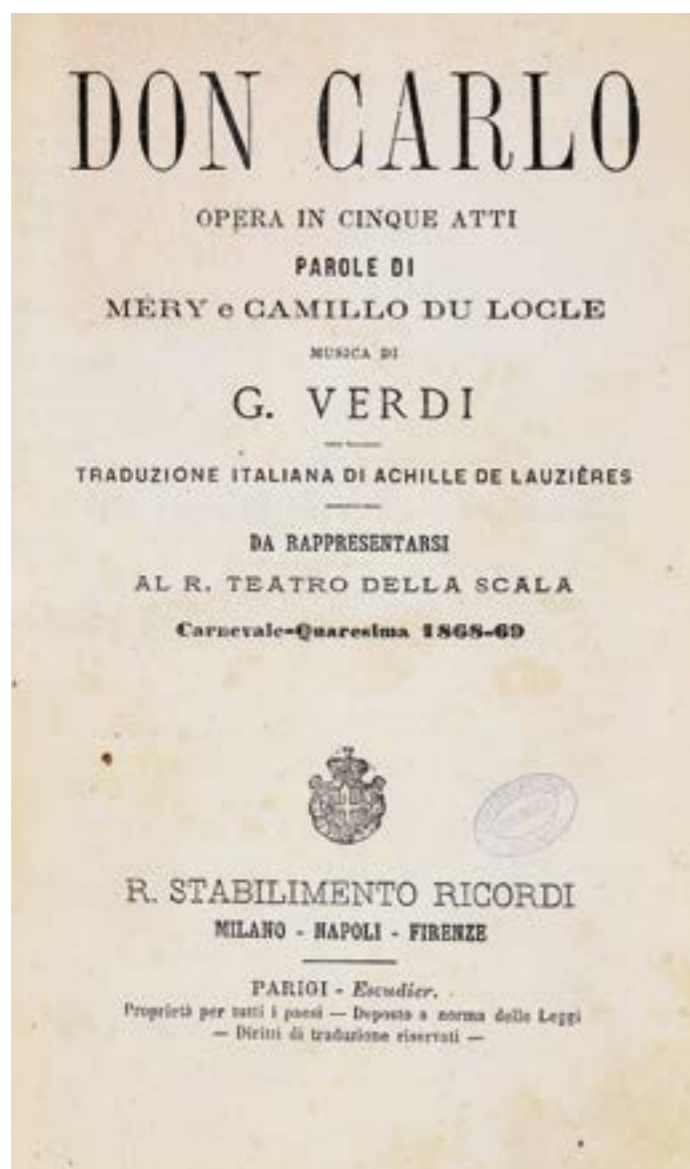 DON CARLO
OPERA IN CINQUE ATTI
PAROLE DI
MÉRY e CAMILLO DU LOCLE
MUSICA DI
G. VERDI
TRADUZIONE ITALIANA DI ACHILLE DE LAUZIÈRES
DA RAPPRESENTARSI
AL R. TEATRO DELLA SCALA
Carnevale-Quaresima 1868-69
R. STABILIMENTO RICORDI
MILANO - NAPOLI - FIRENZE
PARIGI - Escudier.
Proprietà per tutti i paesi — Deposto a norma delle Leggi
— Diritti di traduzione riservati —